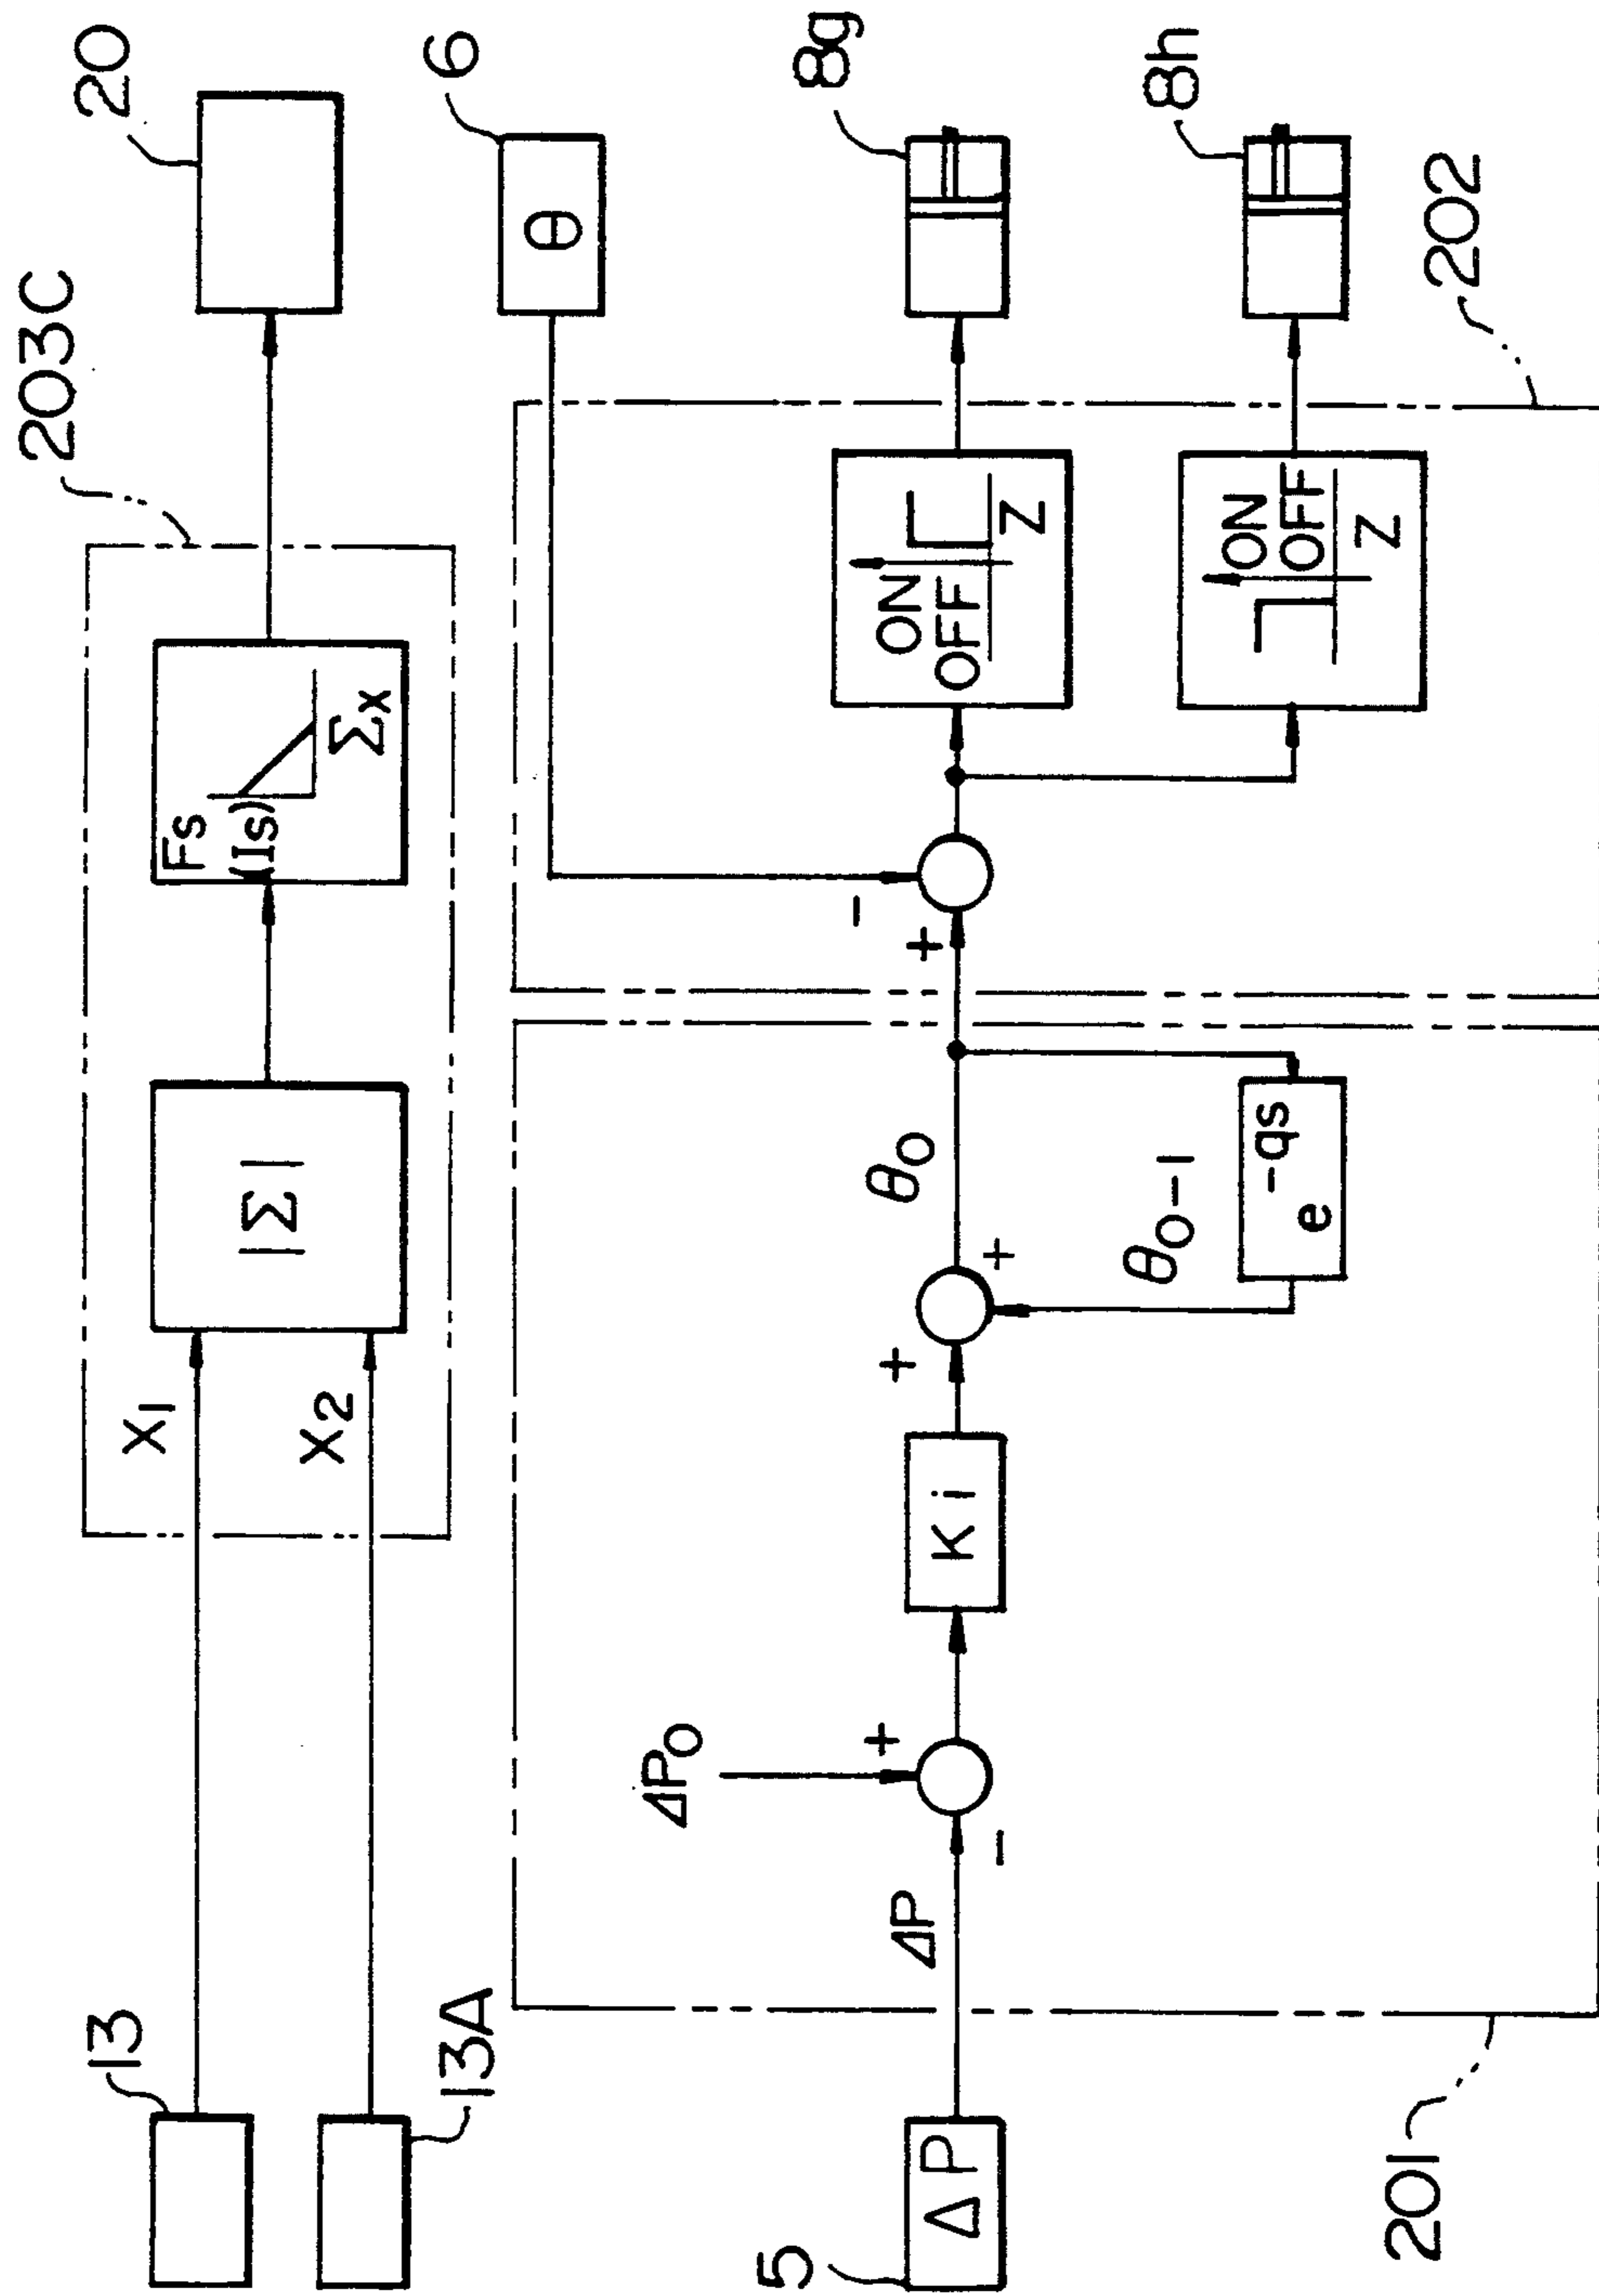 13
13A
X1
X2
|Σ|
Fs
(Is)
Σx
203C
20
θ
6
5
ΔP
ΔP
ΔPO
+
-
Ki
+
+
θO
θO-1
e-qs
+
-
ON
OFF
Z
ON
OFF
Z
8g
8h
201
202